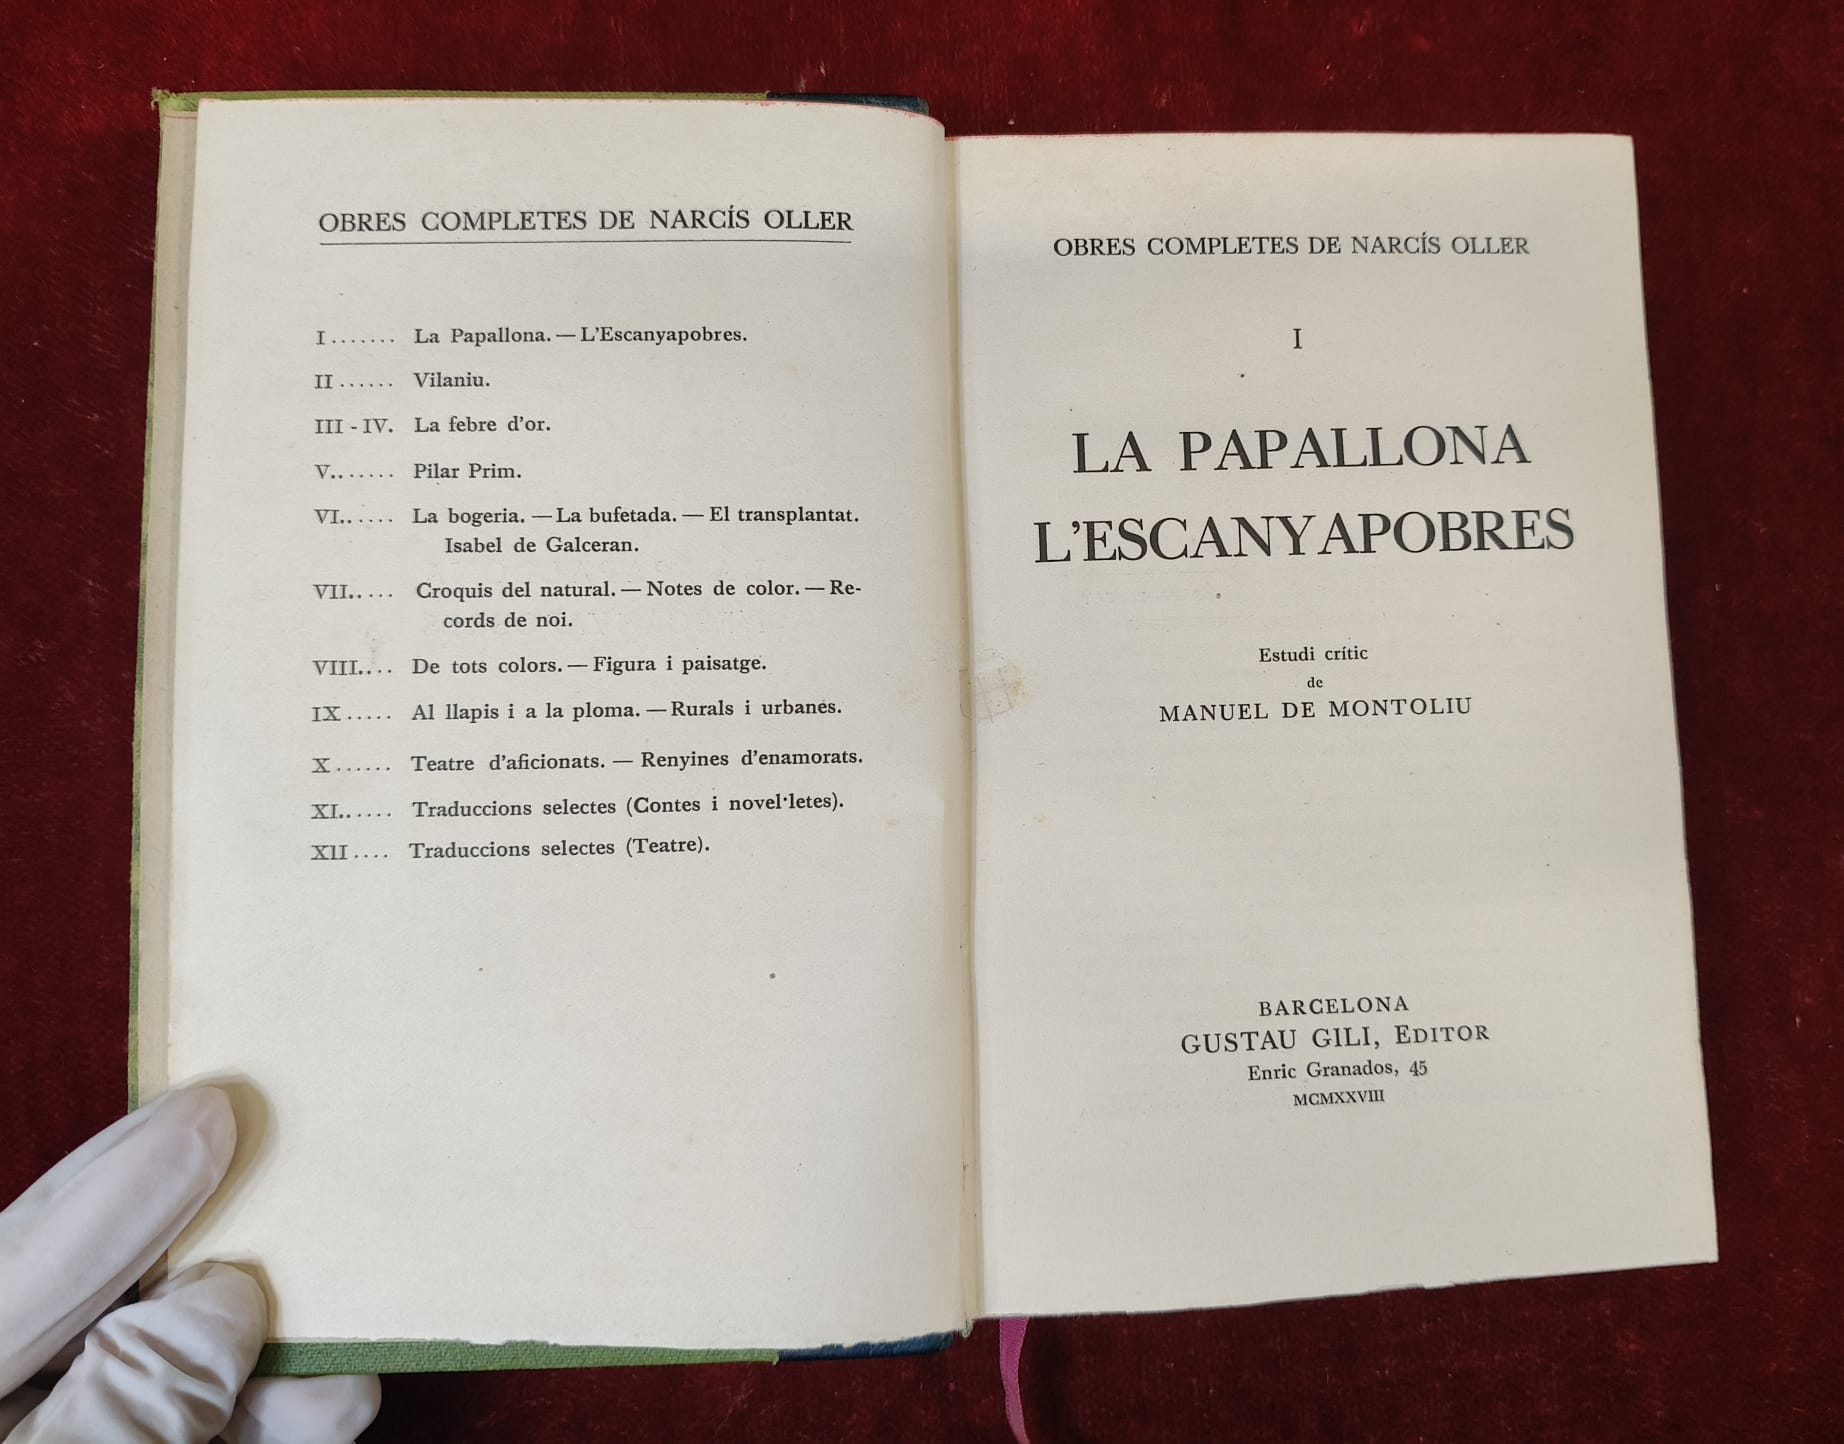 OBRES COMPLETES DE NARCÍS OLLER
I....... La Papallona. — L'Escanyapobres.
II...... Vilaniu.
III - IV. La febre d'or.
V....... Pilar Prim.
VI...... La bogeria. — La bufetada. — El transplantat.
Isabel de Galceran.
VII..... Croquis del natural. — Notes de color. — Re-
cords de noi.
VIII.... De tots colors. — Figura i paisatge.
IX..... Al llapis i a la ploma. — Rurals i urbanes.
X...... Teatre d'aficionats. — Renyines d'enamorats.
XI...... Traduccions selectes (Contes i novel·letes).
XII.... Traduccions selectes (Teatre).
OBRES COMPLETES DE NARCÍS OLLER
I
LA PAPALLONA
L'ESCANYAPOBRES
Estudi crític
de
MANUEL DE MONTOLIU
BARCELONA
GUSTAU GILI, EDITOR
Enric Granados, 45
MCMXXVIII